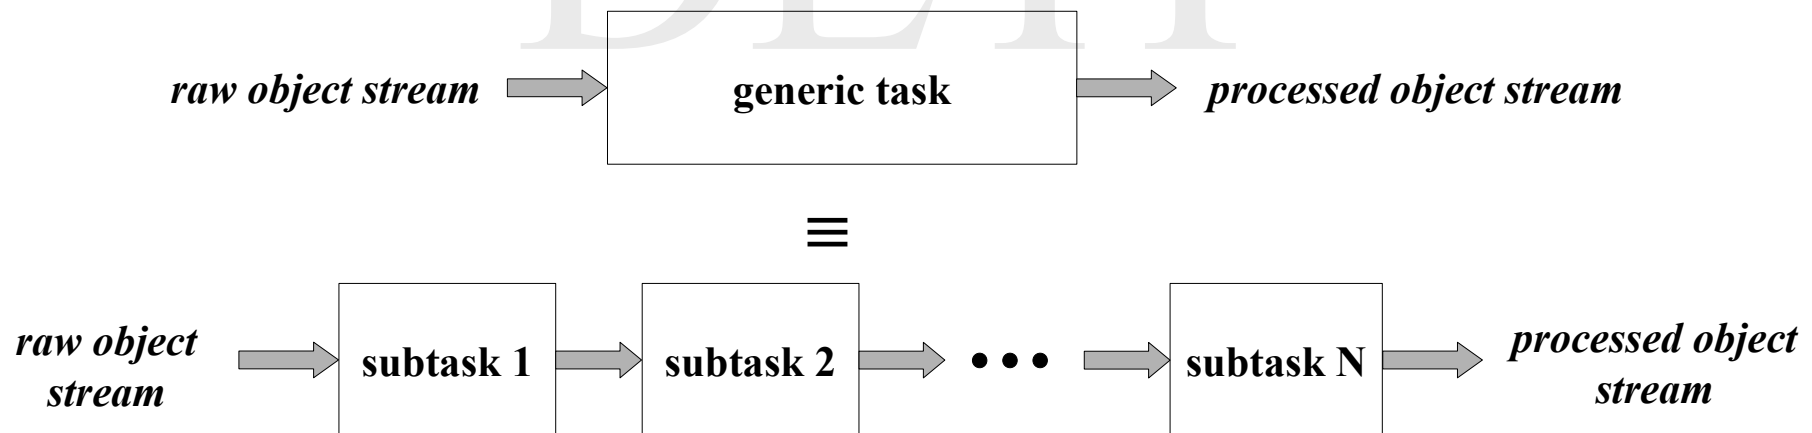 raw object stream
generic task
processed object stream
≡
raw object
stream
subtask 1
subtask 2
•••
subtask N
processed object
stream